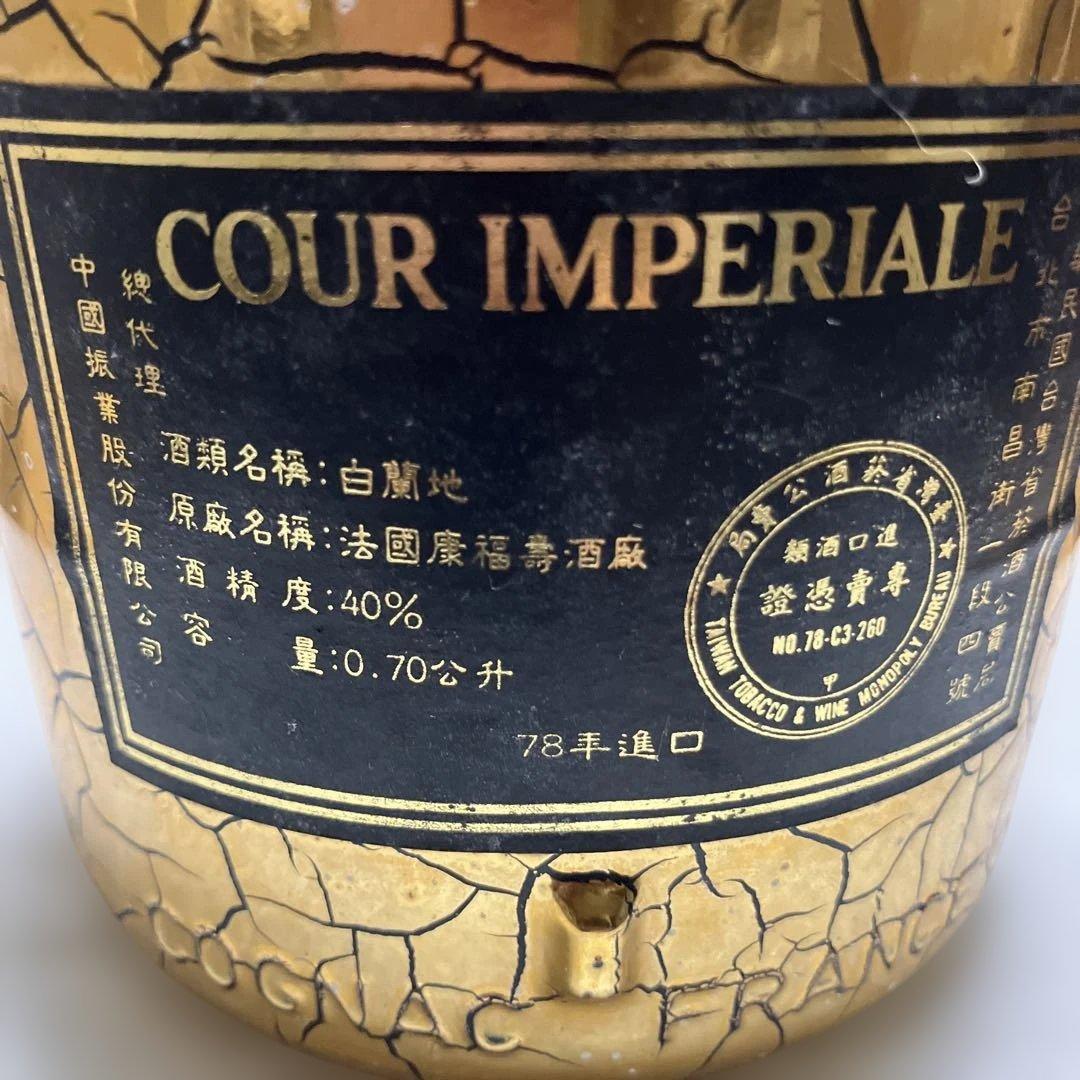 COUR IMPERIALE
總代理
中國振業股份有限公司
酒類名稱:白蘭地
原廠名稱:法國康福壽酒廠
酒精度:40%
容量:0.70公升
78年進口
臺灣省菸酒公賣局
進口酒類
專賣憑證
NO.78-C3-260
甲
TAIWAN TOBACCO & WINE MONOPOLY BUREAU
華民國台灣省菸酒公賣局
台北市南昌街一段四號
COGNAC FRANCE